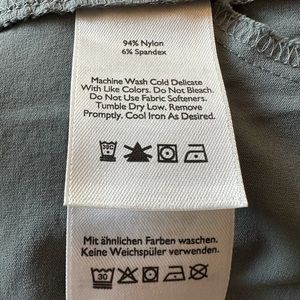 94% Nylon
6% Spandex
Machine Wash Cold Delicate
With Like Colors. Do Not Bleach.
Do Not Use Fabric Softeners.
Tumble Dry Low. Remove
Promptly. Cool Iron As Desired.
Mit ähnlichen Farben waschen.
Keine Weichspüler verwenden.
30